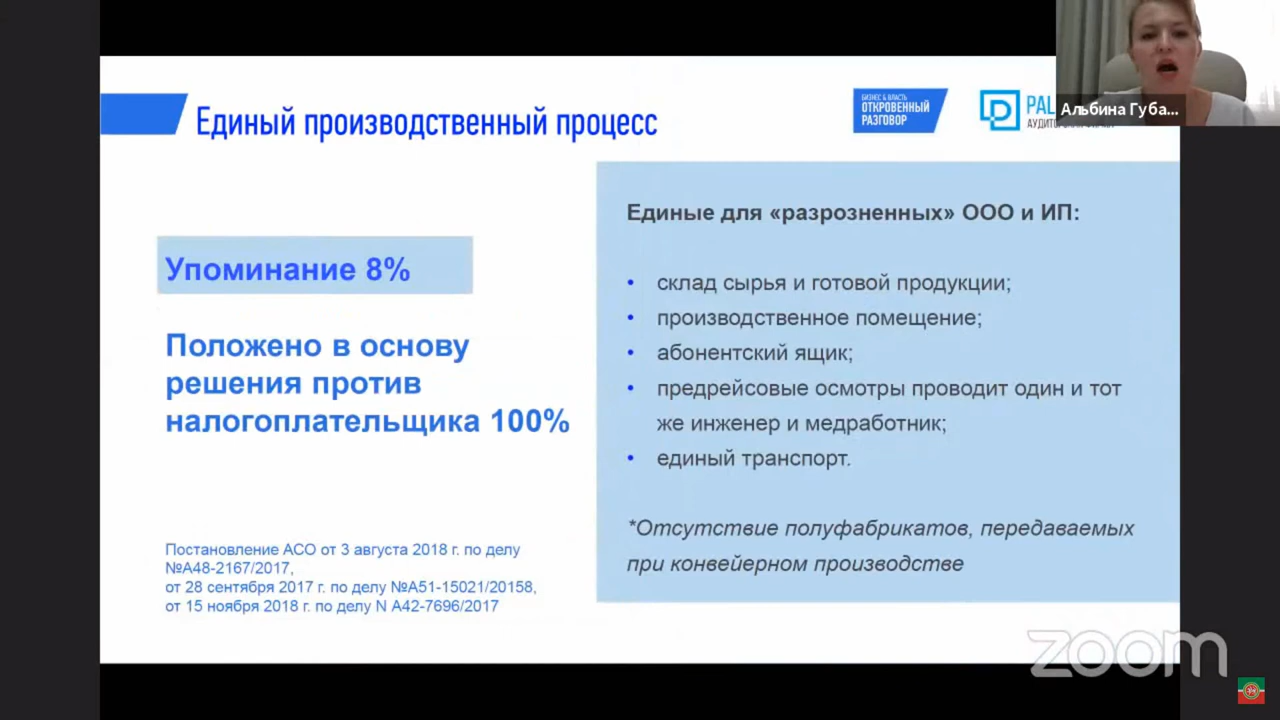 Единый производственный процесс
БИЗНЕС & ВЛАСТЬ
ОТКРОВЕННЫЙ
РАЗГОВОР
PAL
Альбина Губа...
Упоминание 8%
Положено в основу
решения против
налогоплательщика 100%
Постановление АСО от 3 августа 2018 г. по делу
№А48-2167/2017,
от 28 сентября 2017 г. по делу №А51-15021/20158,
от 15 ноября 2018 г. по делу N А42-7696/2017
Единые для «разрозненных» ООО и ИП:
• склад сырья и готовой продукции;
• производственное помещение;
• абонентский ящик;
• предрейсовые осмотры проводит один и тот
же инженер и медработник;
• единый транспорт.
*Отсутствие полуфабрикатов, передаваемых
при конвейерном производстве
zoom